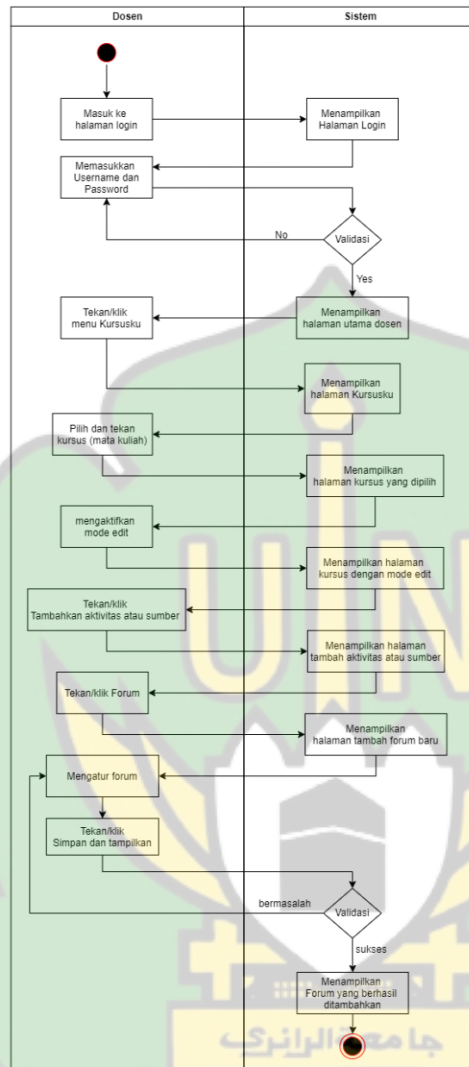 Dosen
Sistem
Masuk ke
halaman login
Menampilkan
Halaman Login
Memasukkan
Username dan
Password
Validasi
No
Yes
Tekan/klik
menu Kursusku
Menampilkan
halaman utama dosen
Menampilkan
halaman Kursusku
Pilih dan tekan
kursus (mata kuliah)
Menampilkan
halaman kursus yang dipilih
mengaktifkan
mode edit
Menampilkan halaman
kursus dengan mode edit
Tekan/klik
Tambahkan aktivitas atau sumber
Menampilkan halaman
tambah aktivitas atau sumber
Tekan/klik Forum
Menampilkan
halaman tambah forum baru
Mengatur forum
Tekan/klik
Simpan dan tampilkan
bermasalah
Validasi
sukses
Menampilkan
Forum yang berhasil
ditambahkan
UIN
جامعة الرانري